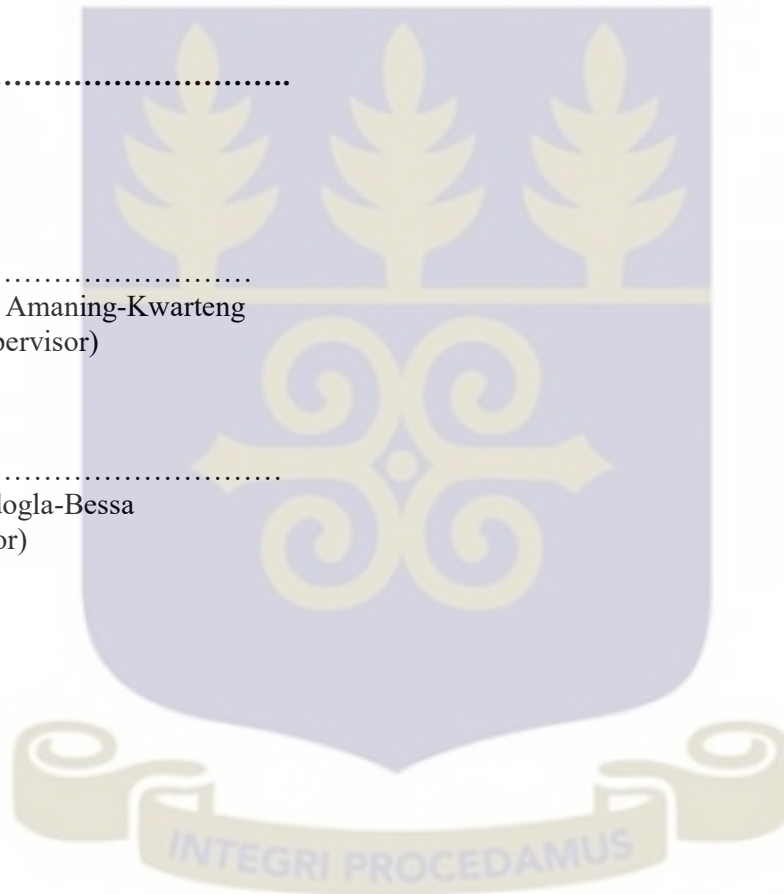 ……………………………..
……………………
Amaning-Kwarteng
pervisor)
………………………
logla-Bessa
or)
INTEGRI PROCEDAMUS